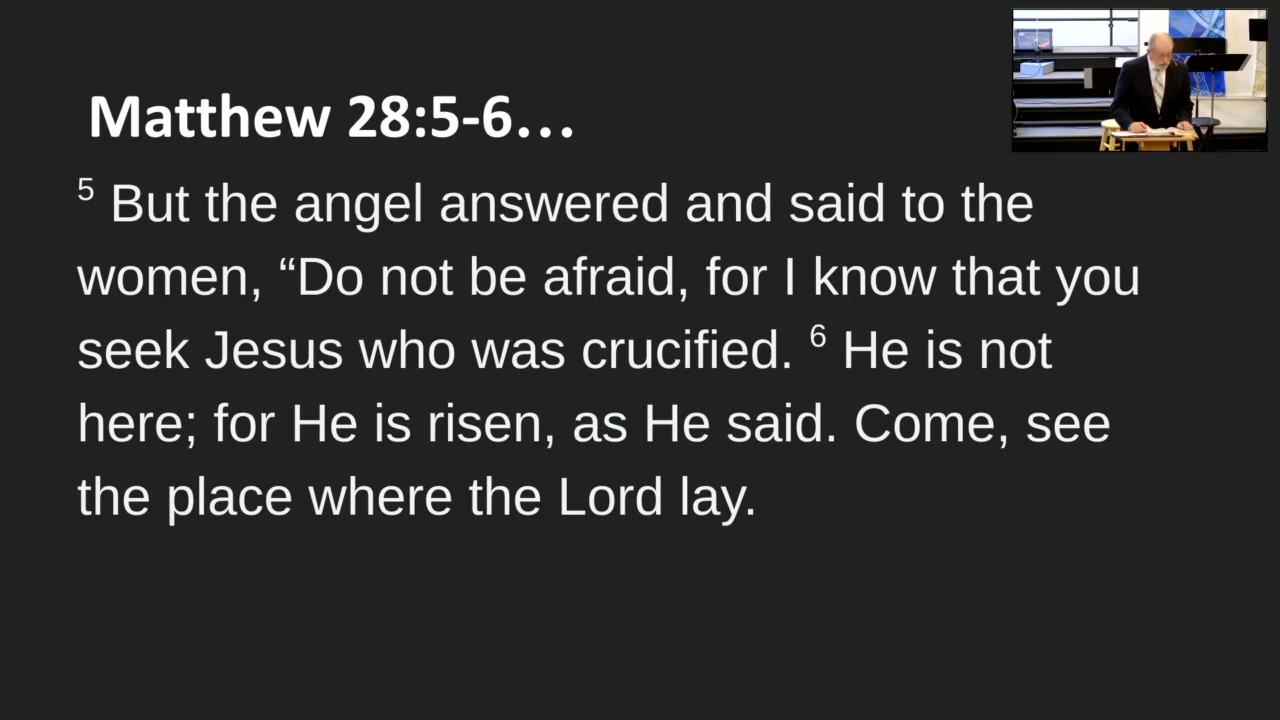 Matthew 28:5-6…
5 But the angel answered and said to the
women, “Do not be afraid, for I know that you
seek Jesus who was crucified. 6 He is not
here; for He is risen, as He said. Come, see
the place where the Lord lay.